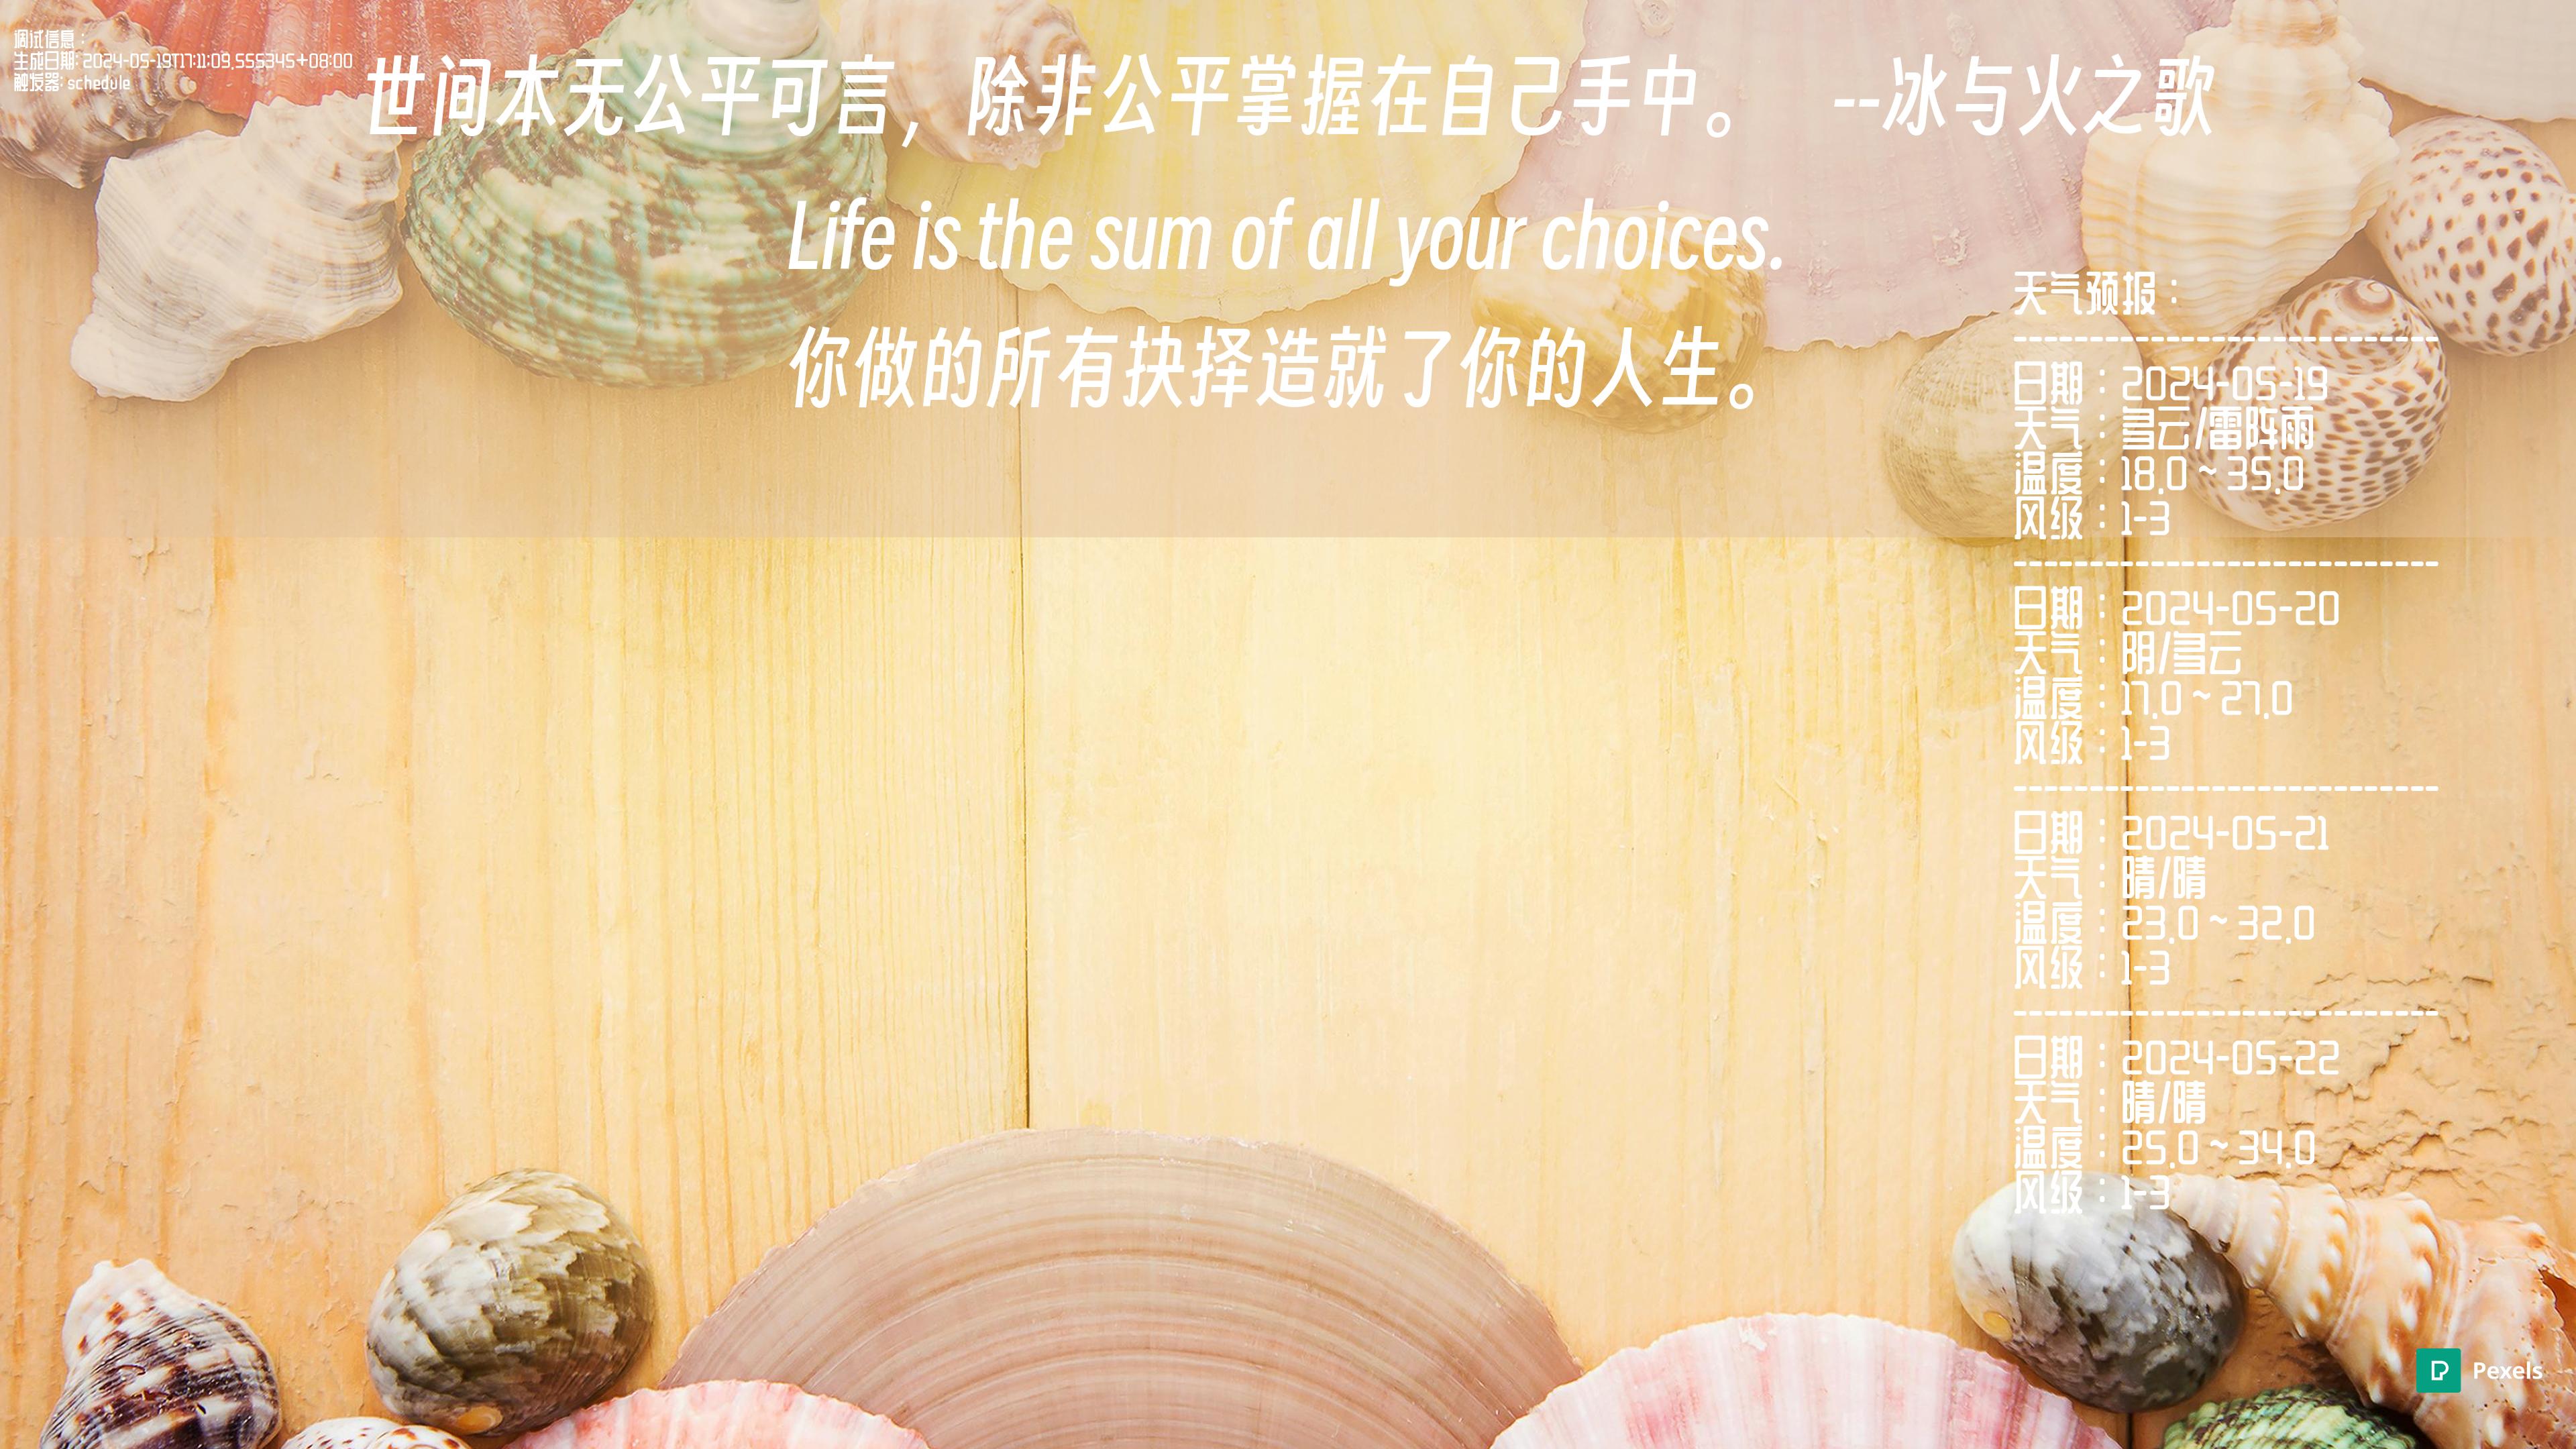 调试信息：
生成日期: 2024-05-19T17:11:09.555345+08:00
触发器: schedule
世间本无公平可言，除非公平掌握在自己手中。 --冰与火之歌
Life is the sum of all your choices.
你做的所有抉择造就了你的人生。
天气预报：
------------------------------
日期：2024-05-19
天气：多云/雷阵雨
温度：18.0 ~ 35.0
风级：1-3
------------------------------
日期：2024-05-20
天气：阴/多云
温度：17.0 ~ 27.0
风级：1-3
------------------------------
日期：2024-05-21
天气：晴/晴
温度：23.0 ~ 32.0
风级：1-3
------------------------------
日期：2024-05-22
天气：晴/晴
温度：25.0 ~ 34.0
风级：1-3
Pexels